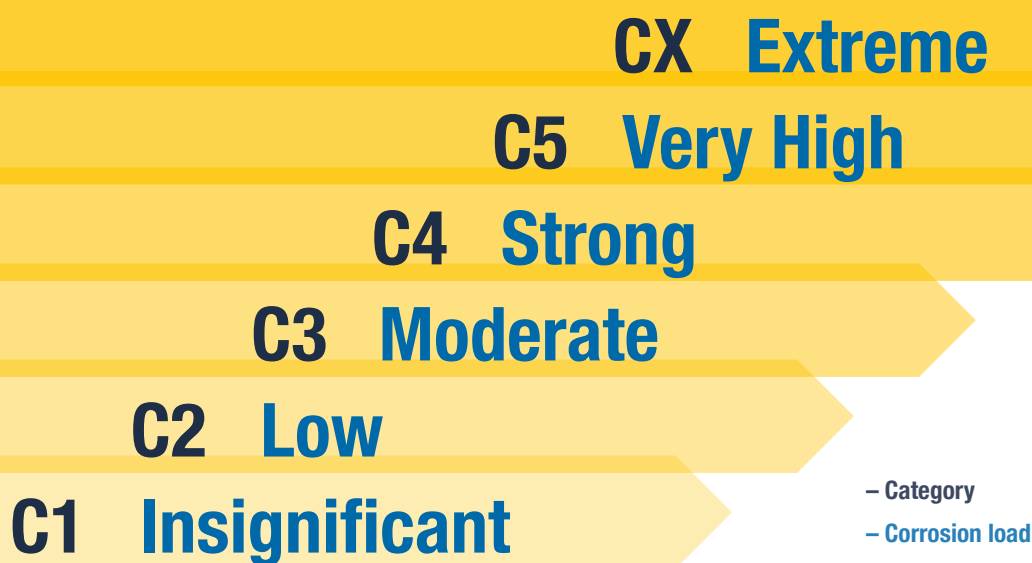 CX Extreme
C5 Very High
C4 Strong
C3 Moderate
C2 Low
C1 Insignificant
– Category
– Corrosion load